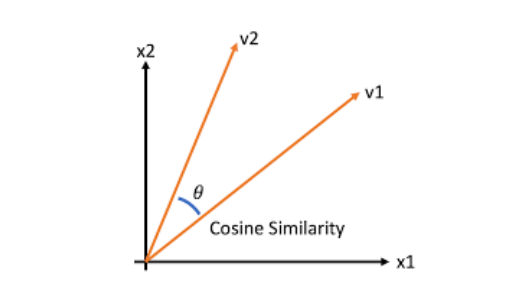 v2
x2
v1
θ
Cosine Similarity
x1